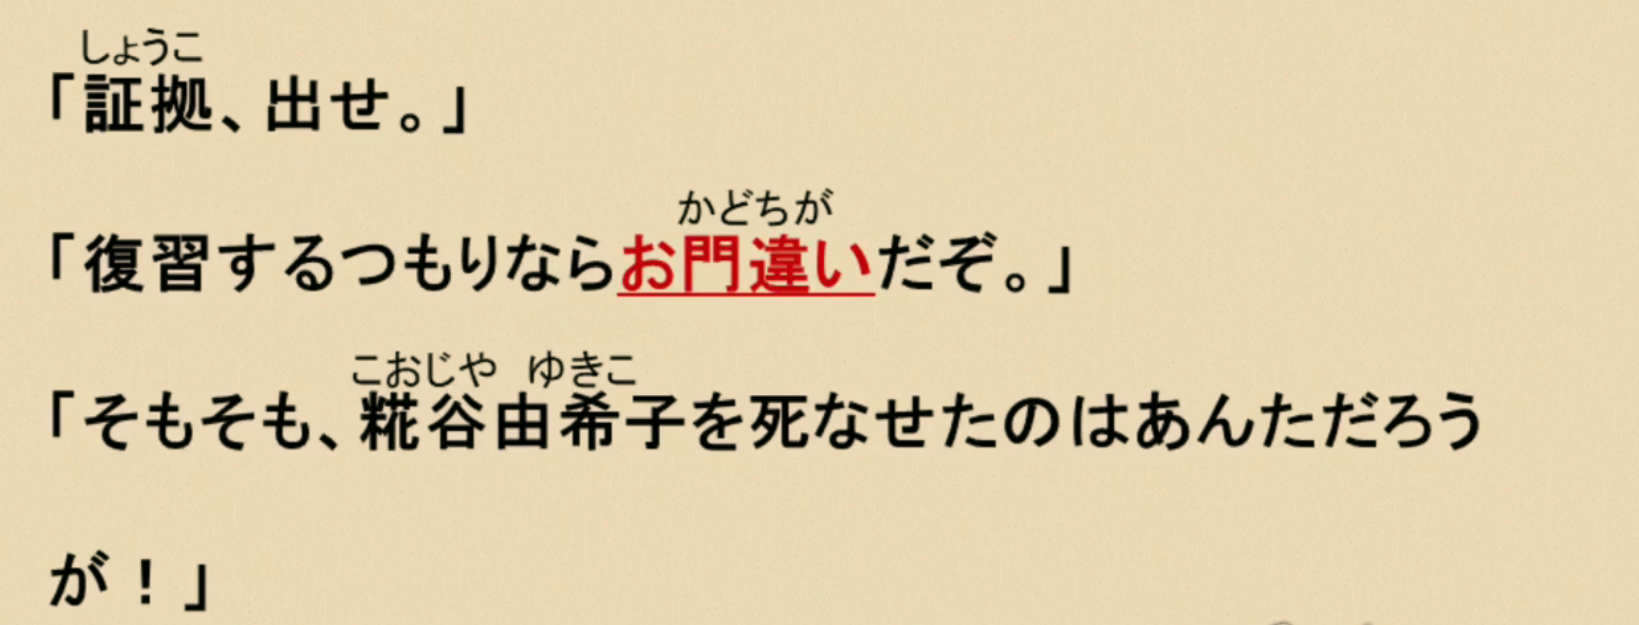 しょうこ
「証拠、出せ。」
かどちが
「復習するつもりならお門違いだぞ。」
こおじや ゆきこ
「そもそも、糀谷由希子を死なせたのはあんただろう
が！」